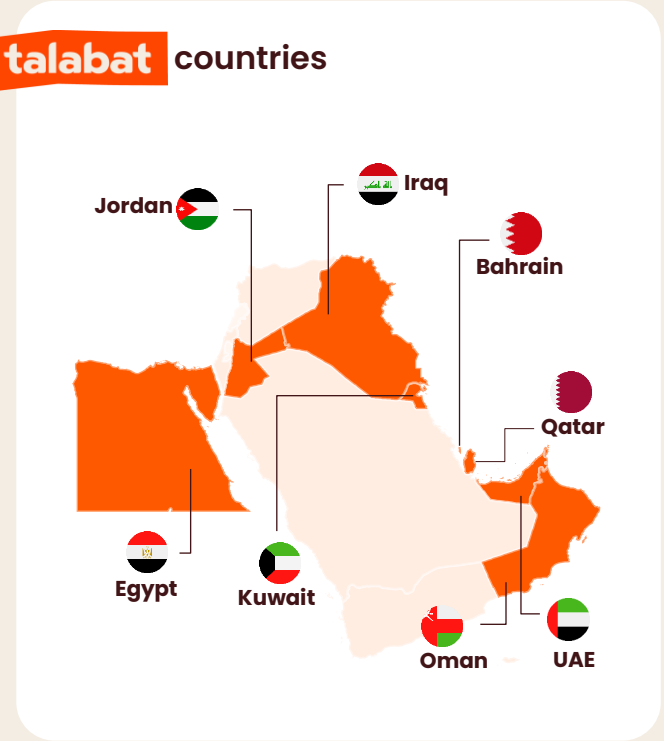 talabat countries
Iraq
Jordan
Bahrain
Qatar
Egypt
Kuwait
Oman
UAE